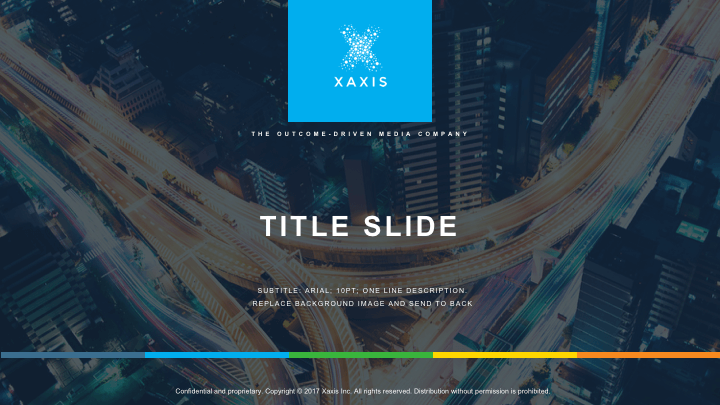 XAXIS
THE OUTCOME-DRIVEN MEDIA COMPANY
TITLE SLIDE
SUBTITLE: ARIAL: 10PT; ONE LINE DESCRIPTION.
REPLACE BACKGROUND IMAGE AND SEND TO BACK
Confidential and proprietary. Copyright © 2017 Xaxis Inc. All rights reserved. Distribution without permission is prohibited.